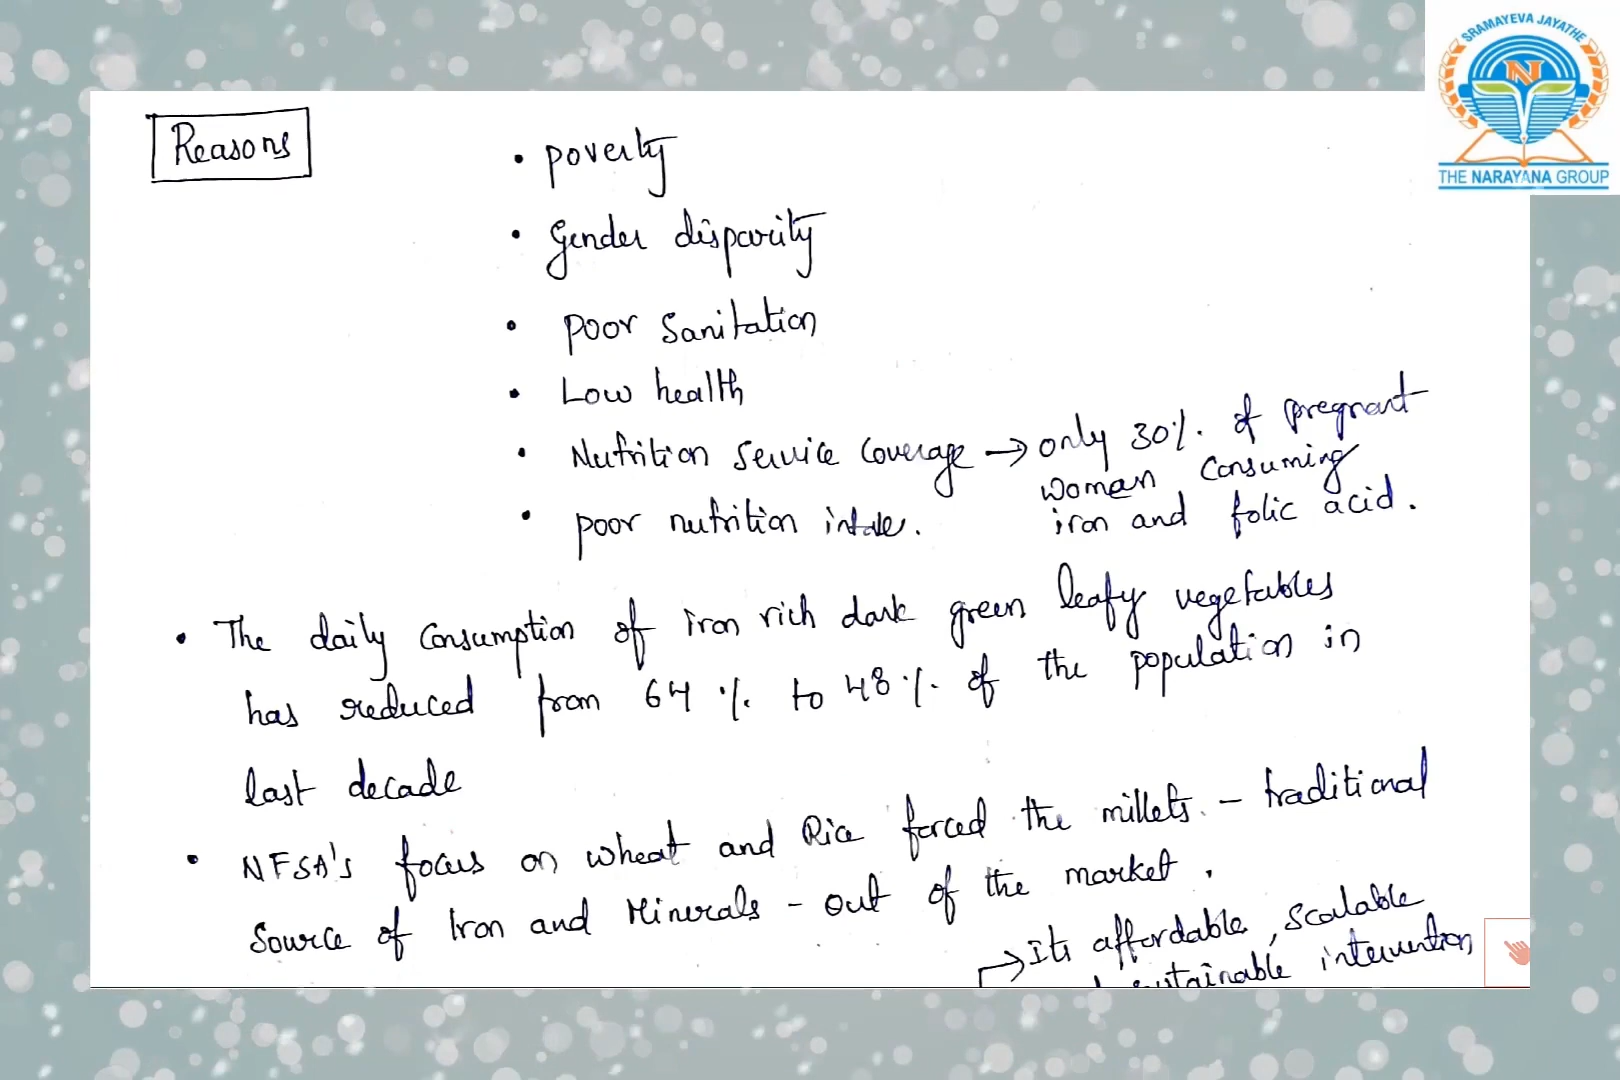 SRAMAYEVA JAYATHE
N
THE NARAYANA GROUP
Reasons
• poverty
• Gender disparity
• poor sanitation
• Low health
• Nutrition service coverage → only 30%. of pregnant
woman consuming
iron and folic acid.
• poor nutrition intake.
• The daily consumption of iron rich dark green leafy vegetables
has reduced from 64 %. to 48 %. of the population in
last decade
• NFSA's focus on wheat and Rice forced the millets. - traditional
source of Iron and Minerals - out of the market.
→ Its affordable, scalable
sustainable intervention